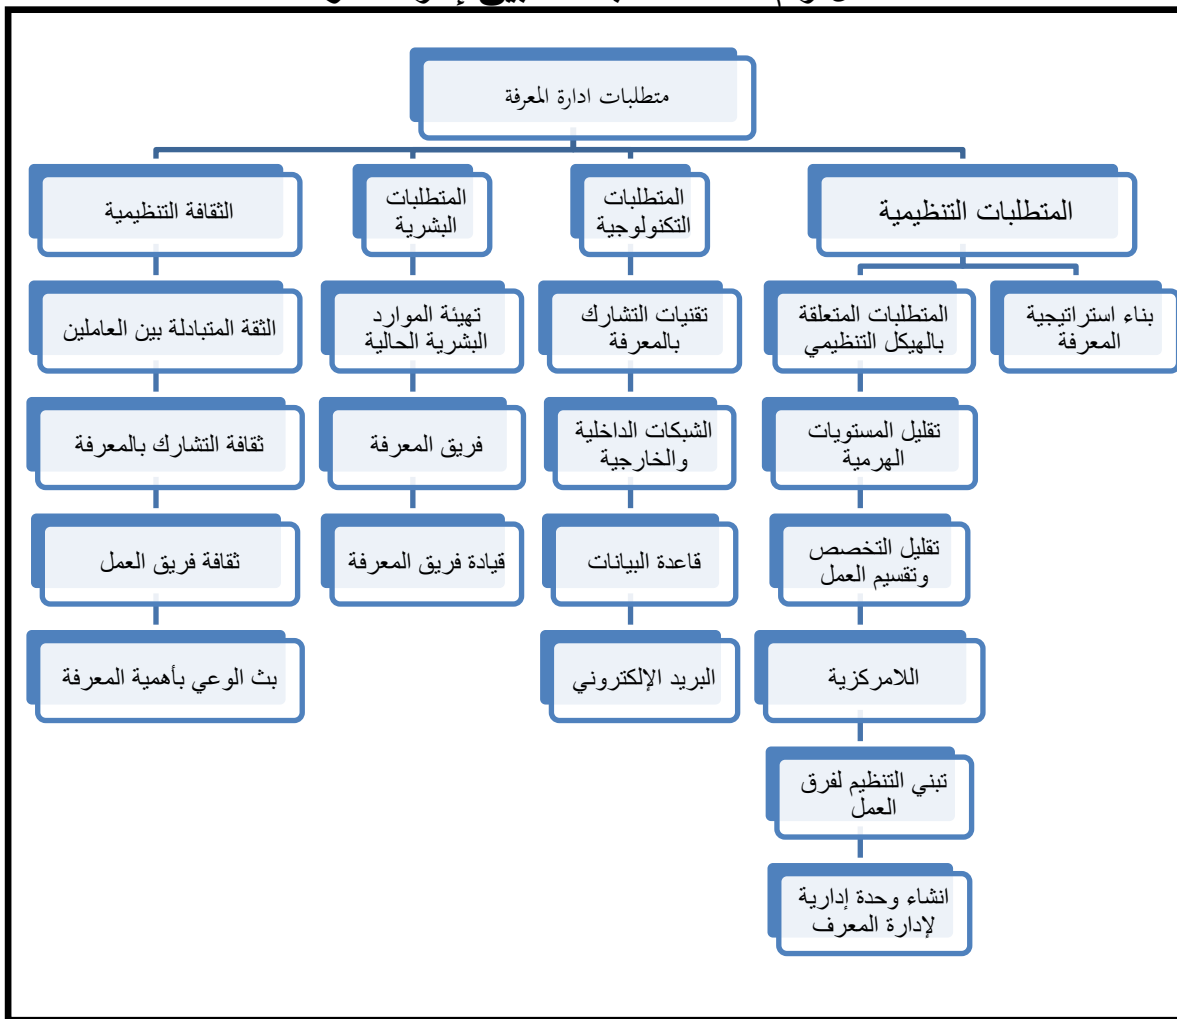 متطلبات ادارة المعرفة
المتطلبات التنظيمية
المتطلبات
التكنولوجية
المتطلبات
البشرية
الثقافة التنظيمية
بناء استراتيجية
المعرفة
المتطلبات المتعلقة
بالهيكل التنظيمي
تقنيات التشارك
بالمعرفة
تهيئة الموارد
البشرية الحالية
الثقة المتبادلة بين العاملين
تقليل المستويات
الهرمية
الشبكات الداخلية
والخارجية
فريق المعرفة
ثقافة التشارك بالمعرفة
تقليل التخصص
وتقسيم العمل
قاعدة البيانات
قيادة فريق المعرفة
ثقافة فريق العمل
اللامركزية
البريد الإلكتروني
بث الوعي بأهمية المعرفة
تبني التنظيم لفرق
العمل
انشاء وحدة إدارية
لإدارة المعرف